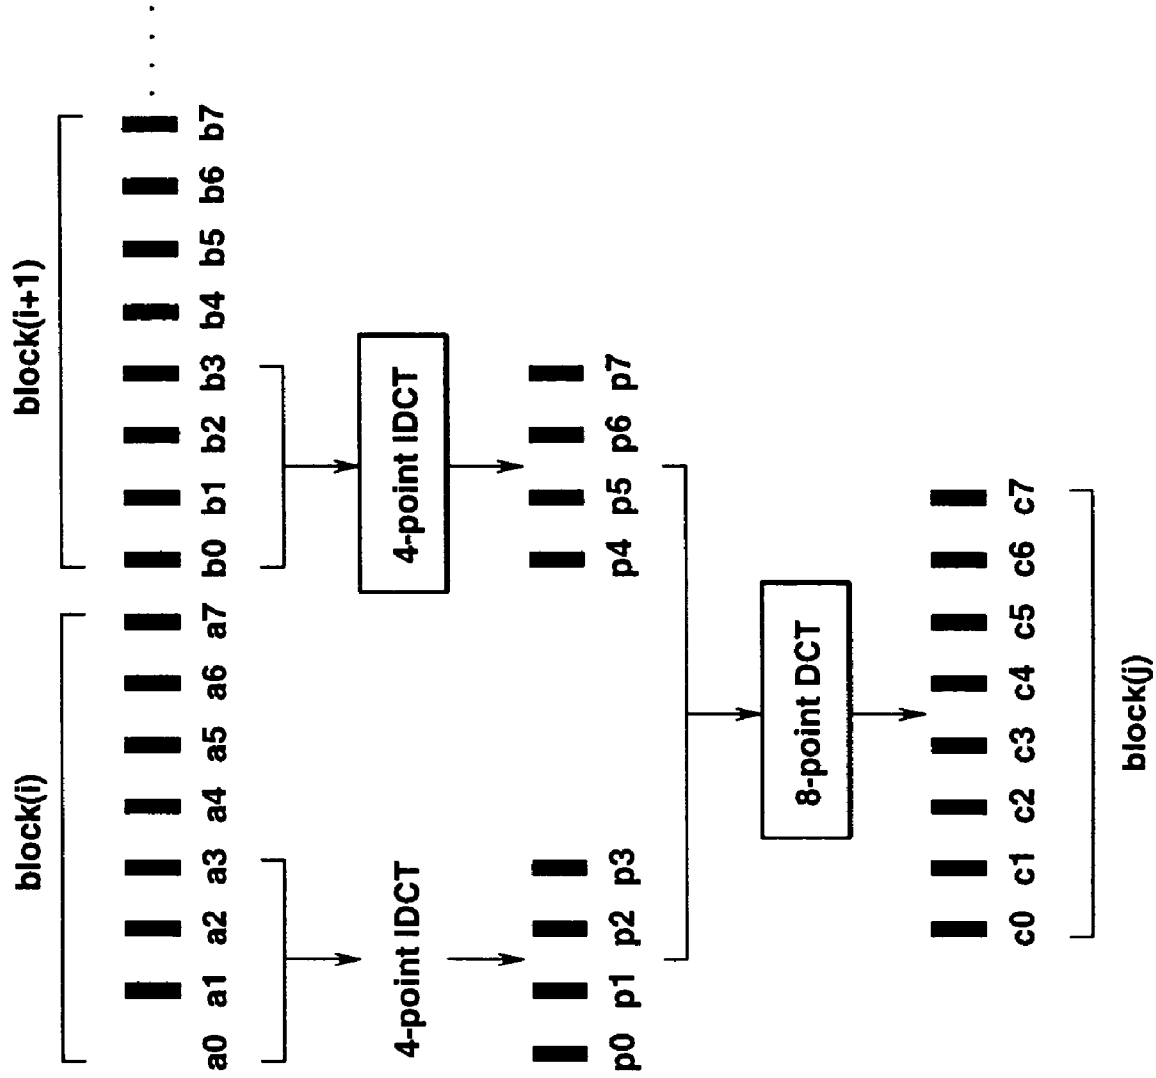 block(i) block(i+1)
a0 a1 a2 a3 a4 a5 a6 a7 b0 b1 b2 b3 b4 b5 b6 b7
4-point IDCT 4-point IDCT
p0 p1 p2 p3 p4 p5 p6 p7
8-point DCT
c0 c1 c2 c3 c4 c5 c6 c7
block(j)